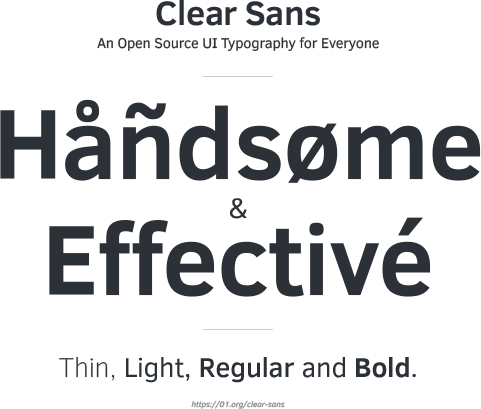 Clear Sans
An Open Source UI Typography for Everyone
Håñdsøme
&
Effectivé
Thin, Light, Regular and Bold.
https://01.org/clear-sans